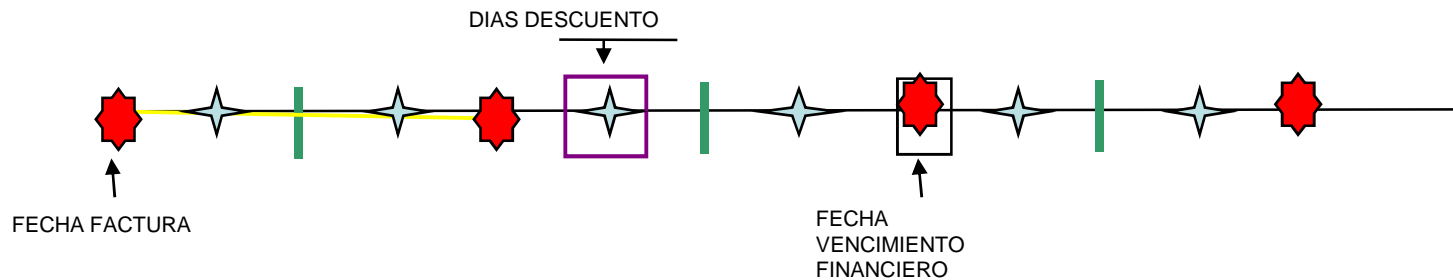 DIAS DESCUENTO
FECHA FACTURA
FECHA
VENCIMIENTO
FINANCIERO